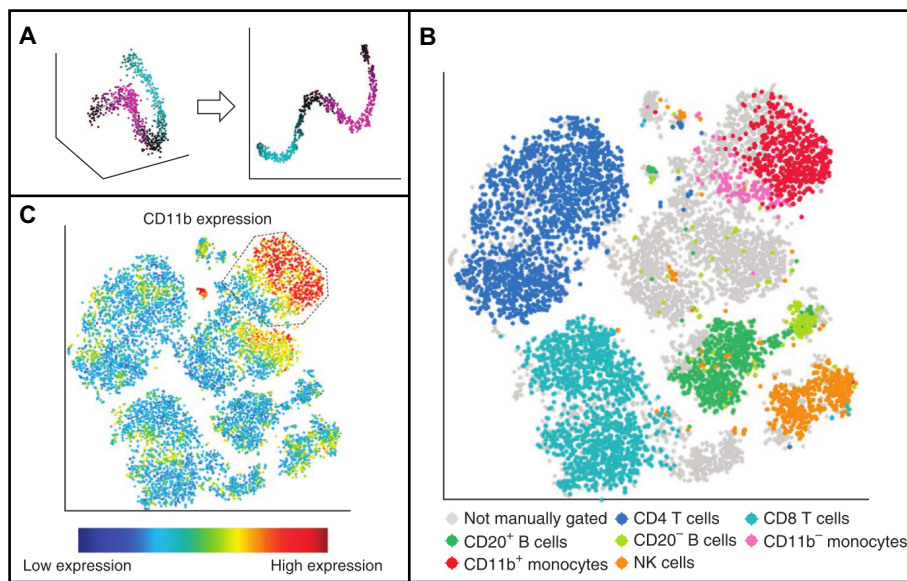 A
B
C
CD11b expression
Low expression
High expression
Not manually gated
CD4 T cells
CD8 T cells
CD20⁺ B cells
CD20⁻ B cells
CD11b⁻ monocytes
CD11b⁺ monocytes
NK cells